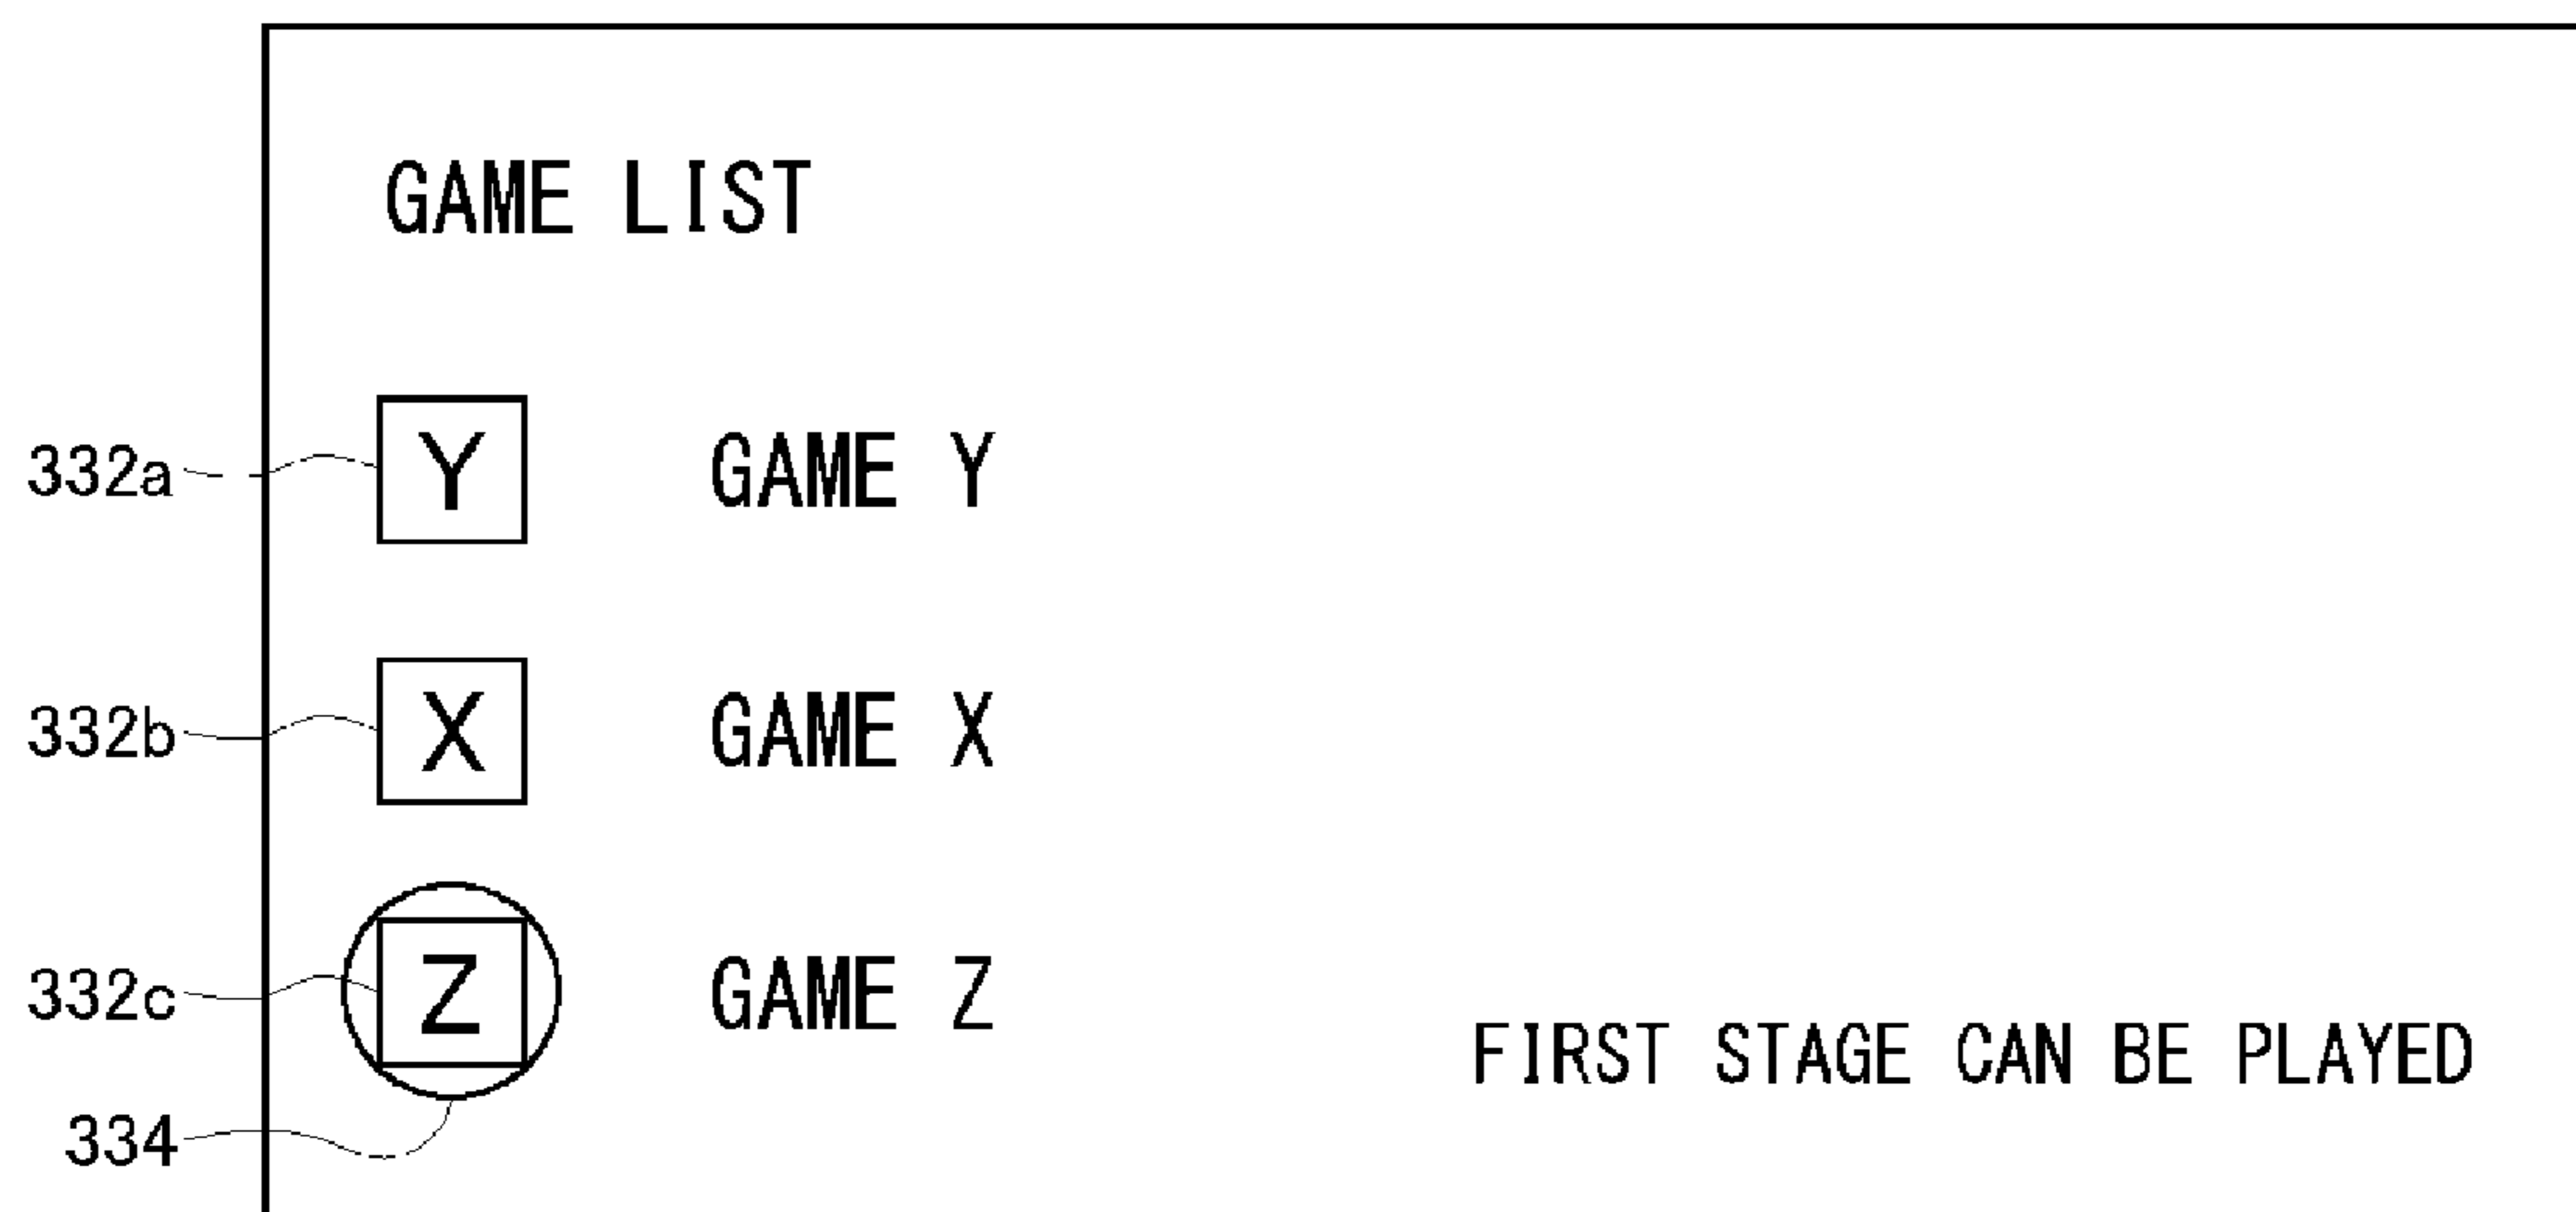 GAME LIST
332a Y GAME Y
332b X GAME X
332c Z GAME Z
FIRST STAGE CAN BE PLAYED
334